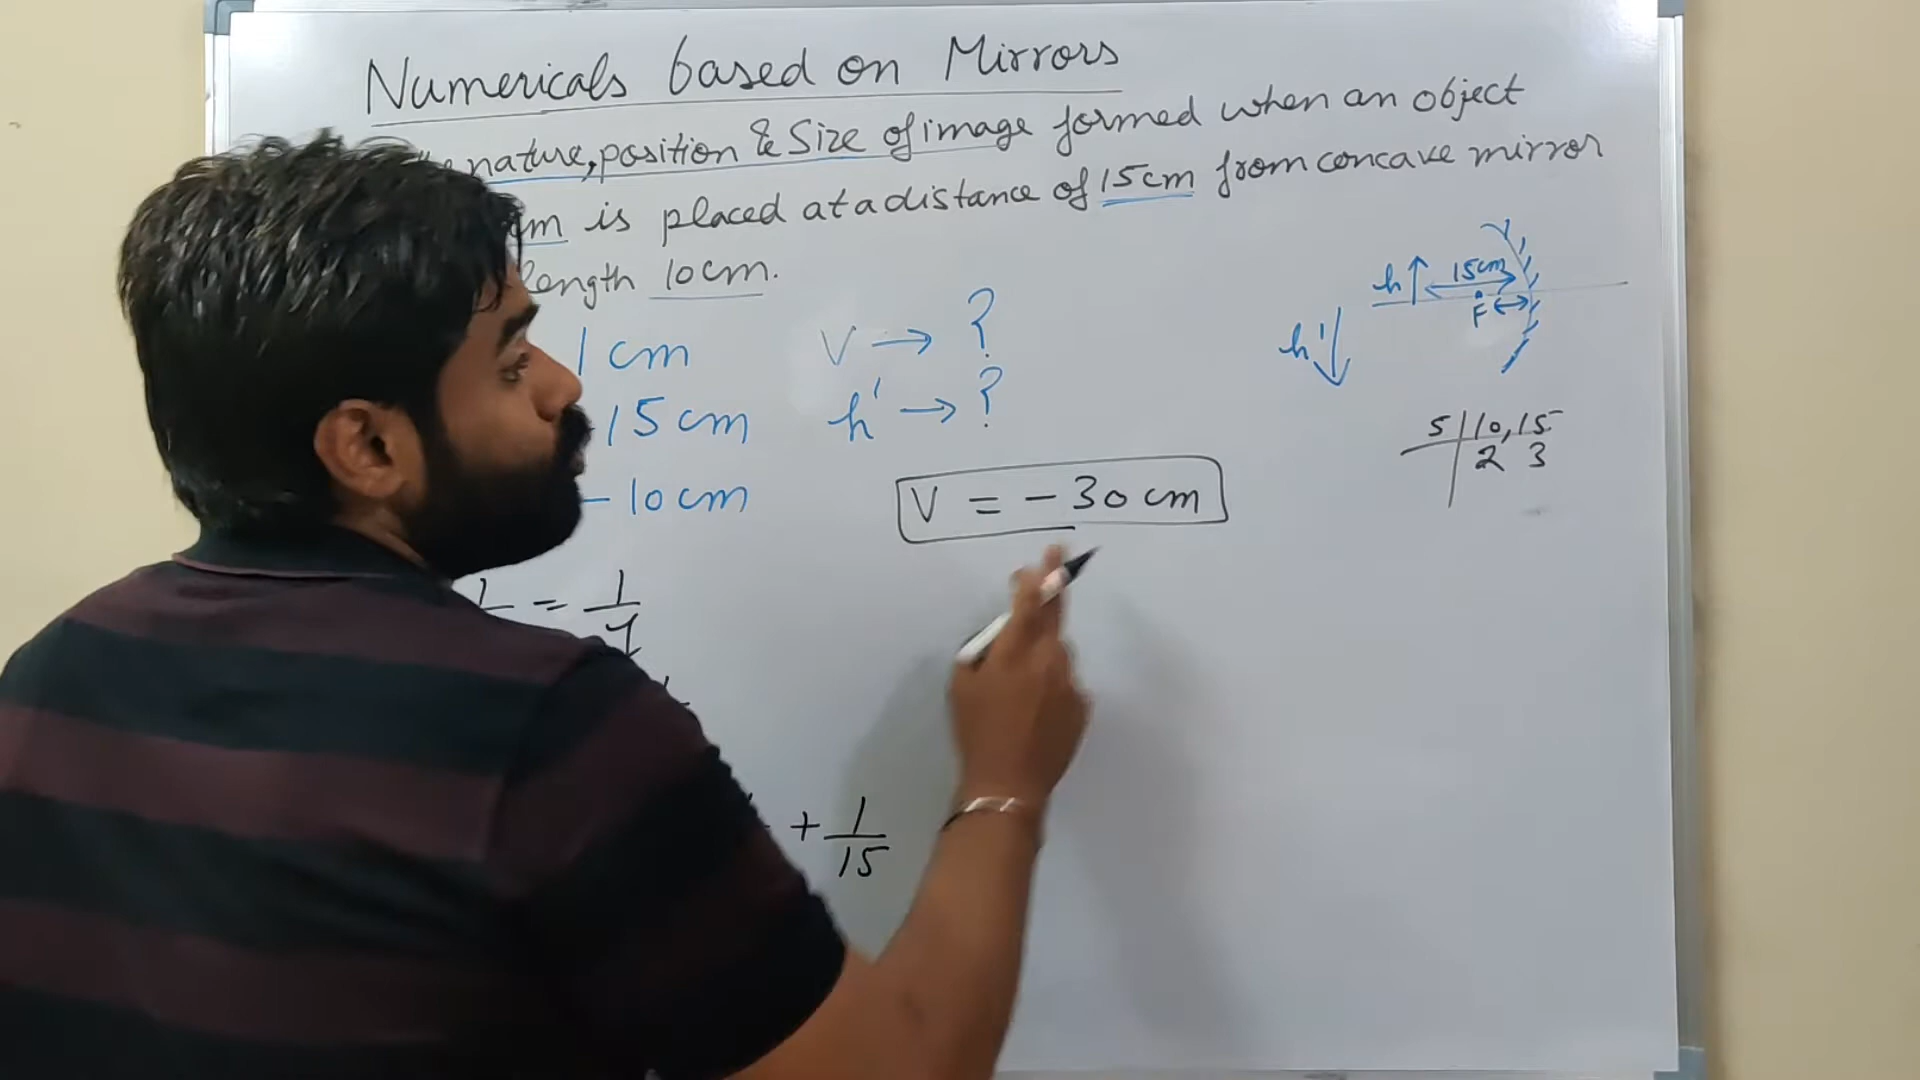 Numericals based on Mirrors
nature, position & Size of image formed when an object
cm is placed at a distance of 15cm from concave mirror
length 10cm.
1 cm
15 cm
- 10 cm
V → ?
h' → ?
V = - 30 cm
h 15cm
F
h'
5 | 10, 15
2 3
1 = 1
+ 1
15